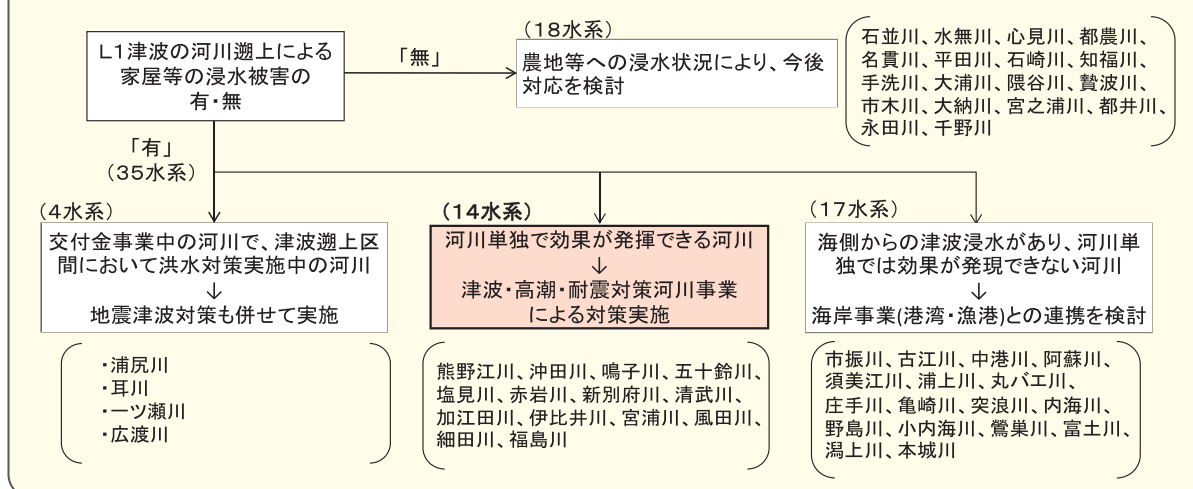 L1津波の河川遡上による
家屋等の浸水被害の
有・無
「無」
(18水系)
農地等への浸水状況により、今後
対応を検討
石並川、水無川、心見川、都農川、
名貫川、平田川、石崎川、知福川、
手洗川、大浦川、隈谷川、贄波川、
市木川、大納川、宮之浦川、都井川、
永田川、千野川
「有」
(35水系)
(4水系)
交付金事業中の河川で、津波遡上区
間において洪水対策実施中の河川
↓
地震津波対策も併せて実施
・浦尻川
・耳川
・一ツ瀬川
・広渡川
(14水系)
河川単独で効果が発揮できる河川
↓
津波・高潮・耐震対策河川事業
による対策実施
熊野江川、沖田川、鳴子川、五十鈴川、
塩見川、赤岩川、新別府川、清武川、
加江田川、伊比井川、宮浦川、風田川、
細田川、福島川
(17水系)
海側からの津波浸水があり、河川単
独では効果が発現できない河川
↓
海岸事業(港湾・漁港)との連携を検討
市振川、古江川、中港川、阿蘇川、
須美江川、浦上川、丸バエ川、
庄手川、亀崎川、突浪川、内海川、
野島川、小内海川、鶯巣川、富土川、
潟上川、本城川